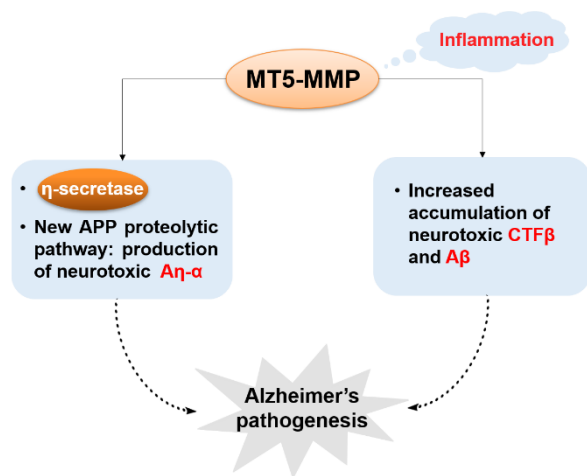 Inflammation
MT5-MMP
• η-secretase
• New APP proteolytic
pathway: production
of neurotoxic Aη-α
• Increased
accumulation of
neurotoxic CTFβ
and Aβ
Alzheimer's
pathogenesis